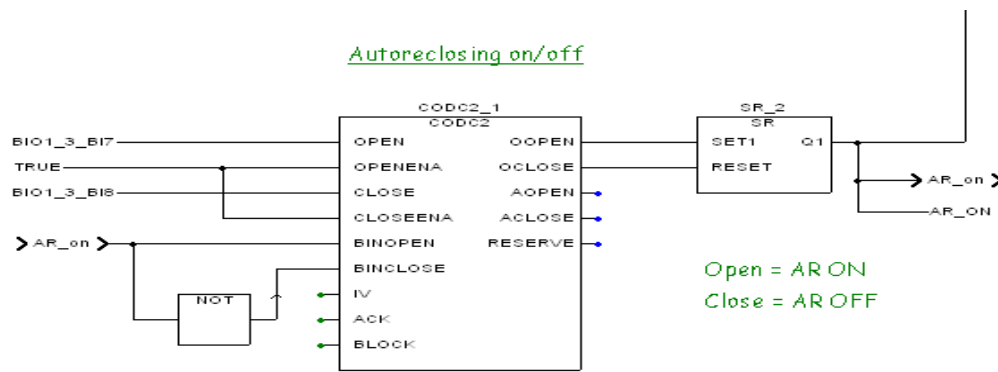 Autoreclosing on/off
CODC2_1
CODC2
SR_2
SR
BIO1_3_BI7
OPEN
OOPEN
SET1
Q1
TRUE
OPENENA
OCLOSE
RESET
BIO1_3_BI8
CLOSE
AOPEN
AR_on
CLOSEENA
ACLOSE
AR_ON
AR_on
BINOPEN
RESERVE
BINCLOSE
Open = AR ON
NOT
IV
Close = AR OFF
ACK
BLOCK